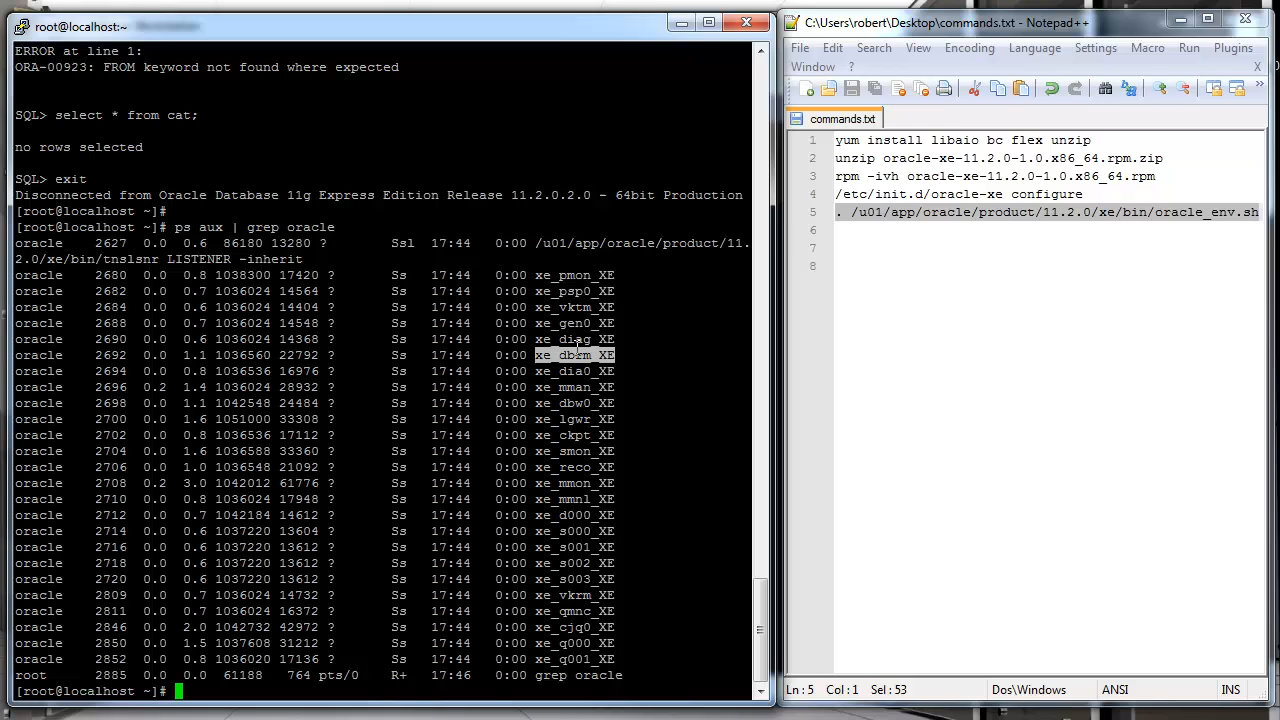 root@localhost:~
ERROR at line 1:
ORA-00923: FROM keyword not found where expected
SQL> select * from cat;
no rows selected
SQL> exit
Disconnected from Oracle Database 11g Express Edition Release 11.2.0.2.0 - 64bit Production
[root@localhost ~]#
[root@localhost ~]# ps aux | grep oracle
oracle 2627 0.0 0.6 86180 13280 ? Ssl 17:44 0:00 /u01/app/oracle/product/11.
2.0/xe/bin/tnslsnr LISTENER -inherit
oracle 2680 0.0 0.8 1038300 17420 ? Ss 17:44 0:00 xe_pmon_XE
oracle 2682 0.0 0.7 1036024 14564 ? Ss 17:44 0:00 xe_psp0_XE
oracle 2684 0.0 0.6 1036024 14404 ? Ss 17:44 0:00 xe_vktm_XE
oracle 2688 0.0 0.7 1036024 14548 ? Ss 17:44 0:00 xe_gen0_XE
oracle 2690 0.0 0.6 1036024 14368 ? Ss 17:44 0:00 xe_diag_XE
oracle 2692 0.0 1.1 1036560 22792 ? Ss 17:44 0:00 xe_dbrm_XE
oracle 2694 0.0 0.8 1036536 16976 ? Ss 17:44 0:00 xe_dia0_XE
oracle 2696 0.2 1.4 1036024 28932 ? Ss 17:44 0:00 xe_mman_XE
oracle 2698 0.0 1.1 1042548 24484 ? Ss 17:44 0:00 xe_dbw0_XE
oracle 2700 0.0 1.6 1051000 33308 ? Ss 17:44 0:00 xe_lgwr_XE
oracle 2702 0.0 0.8 1036536 17112 ? Ss 17:44 0:00 xe_ckpt_XE
oracle 2704 0.0 1.6 1036588 33360 ? Ss 17:44 0:00 xe_smon_XE
oracle 2706 0.0 1.0 1036548 21092 ? Ss 17:44 0:00 xe_reco_XE
oracle 2708 0.2 3.0 1042012 61776 ? Ss 17:44 0:00 xe_mmon_XE
oracle 2710 0.0 0.8 1036024 17948 ? Ss 17:44 0:00 xe_mmnl_XE
oracle 2712 0.0 0.7 1042184 14612 ? Ss 17:44 0:00 xe_d000_XE
oracle 2714 0.0 0.6 1037220 13604 ? Ss 17:44 0:00 xe_s000_XE
oracle 2716 0.0 0.6 1037220 13612 ? Ss 17:44 0:00 xe_s001_XE
oracle 2718 0.0 0.6 1037220 13612 ? Ss 17:44 0:00 xe_s002_XE
oracle 2720 0.0 0.6 1037220 13612 ? Ss 17:44 0:00 xe_s003_XE
oracle 2809 0.0 0.7 1036024 14732 ? Ss 17:44 0:00 xe_vkrm_XE
oracle 2811 0.0 0.7 1036024 16372 ? Ss 17:44 0:00 xe_qmnc_XE
oracle 2846 0.0 2.0 1042732 42972 ? Ss 17:44 0:00 xe_cjq0_XE
oracle 2850 0.0 1.5 1037608 31212 ? Ss 17:44 0:00 xe_q000_XE
oracle 2852 0.0 0.8 1036020 17136 ? Ss 17:44 0:00 xe_q001_XE
root 2885 0.0 0.0 61188 764 pts/0 R+ 17:46 0:00 grep oracle
[root@localhost ~]#
C:\Users\robert\Desktop\commands.txt - Notepad++
File Edit Search View Encoding Language Settings Macro Run Plugins
Window X
commands.txt
1 yum install libaio bc flex unzip
2 unzip oracle-xe-11.2.0-1.0.x86_64.rpm.zip
3 rpm -ivh oracle-xe-11.2.0-1.0.x86_64.rpm
4 /etc/init.d/oracle-xe configure
5 . /u01/app/oracle/product/11.2.0/xe/bin/oracle_env.sh
6
7
8
Ln:5 Col:1 Sel:53 Dos\Windows ANSI INS